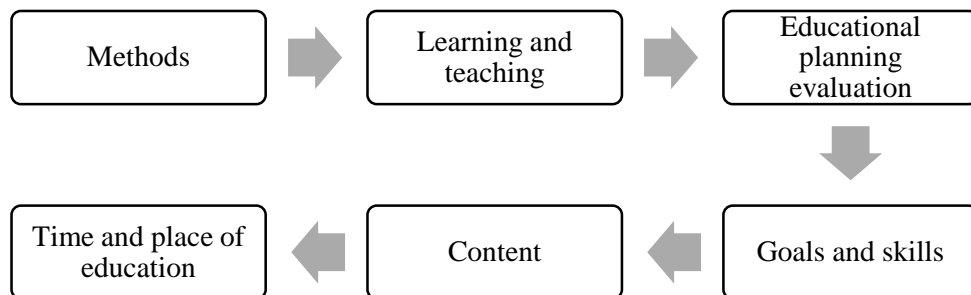 Methods
Learning and
teaching
Educational
planning
evaluation
Goals and skills
Content
Time and place of
education